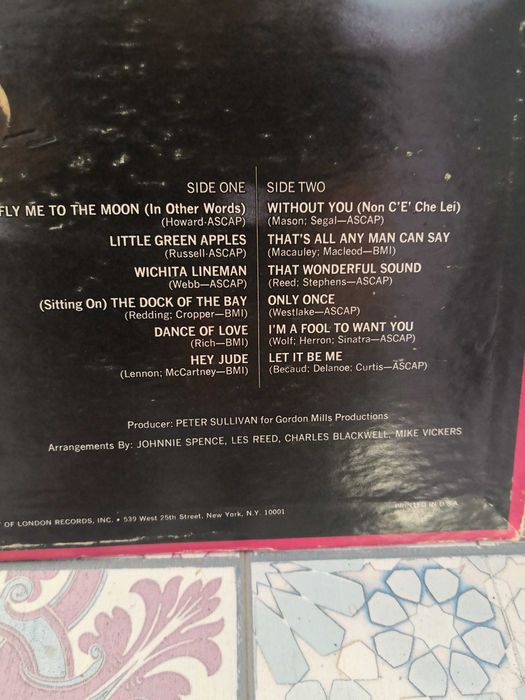 SIDE ONE
FLY ME TO THE MOON (In Other Words)
(Howard-ASCAP)
LITTLE GREEN APPLES
(Russell-ASCAP)
WICHITA LINEMAN
(Webb—ASCAP)
(Sitting On) THE DOCK OF THE BAY
(Redding; Cropper—BMI)
DANCE OF LOVE
(Rich—BMI)
HEY JUDE
(Lennon; McCartney—BMI)
SIDE TWO
WITHOUT YOU (Non C'E' Che Lei)
(Mason; Segal—ASCAP)
THAT'S ALL ANY MAN CAN SAY
(Macauley; Macleod—BMI)
THAT WONDERFUL SOUND
(Reed; Stephens—ASCAP)
ONLY ONCE
(Westlake—ASCAP)
I'M A FOOL TO WANT YOU
(Wolf; Herron; Sinatra—ASCAP)
LET IT BE ME
(Becaud; Delanoe; Curtis—ASCAP)
Producer: PETER SULLIVAN for Gordon Mills Productions
Arrangements By: JOHNNIE SPENCE, LES REED, CHARLES BLACKWELL, MIKE VICKERS
OF LONDON RECORDS, INC. • 539 West 25th Street, New York, N.Y. 10001
PRINTED IN U.S.A.